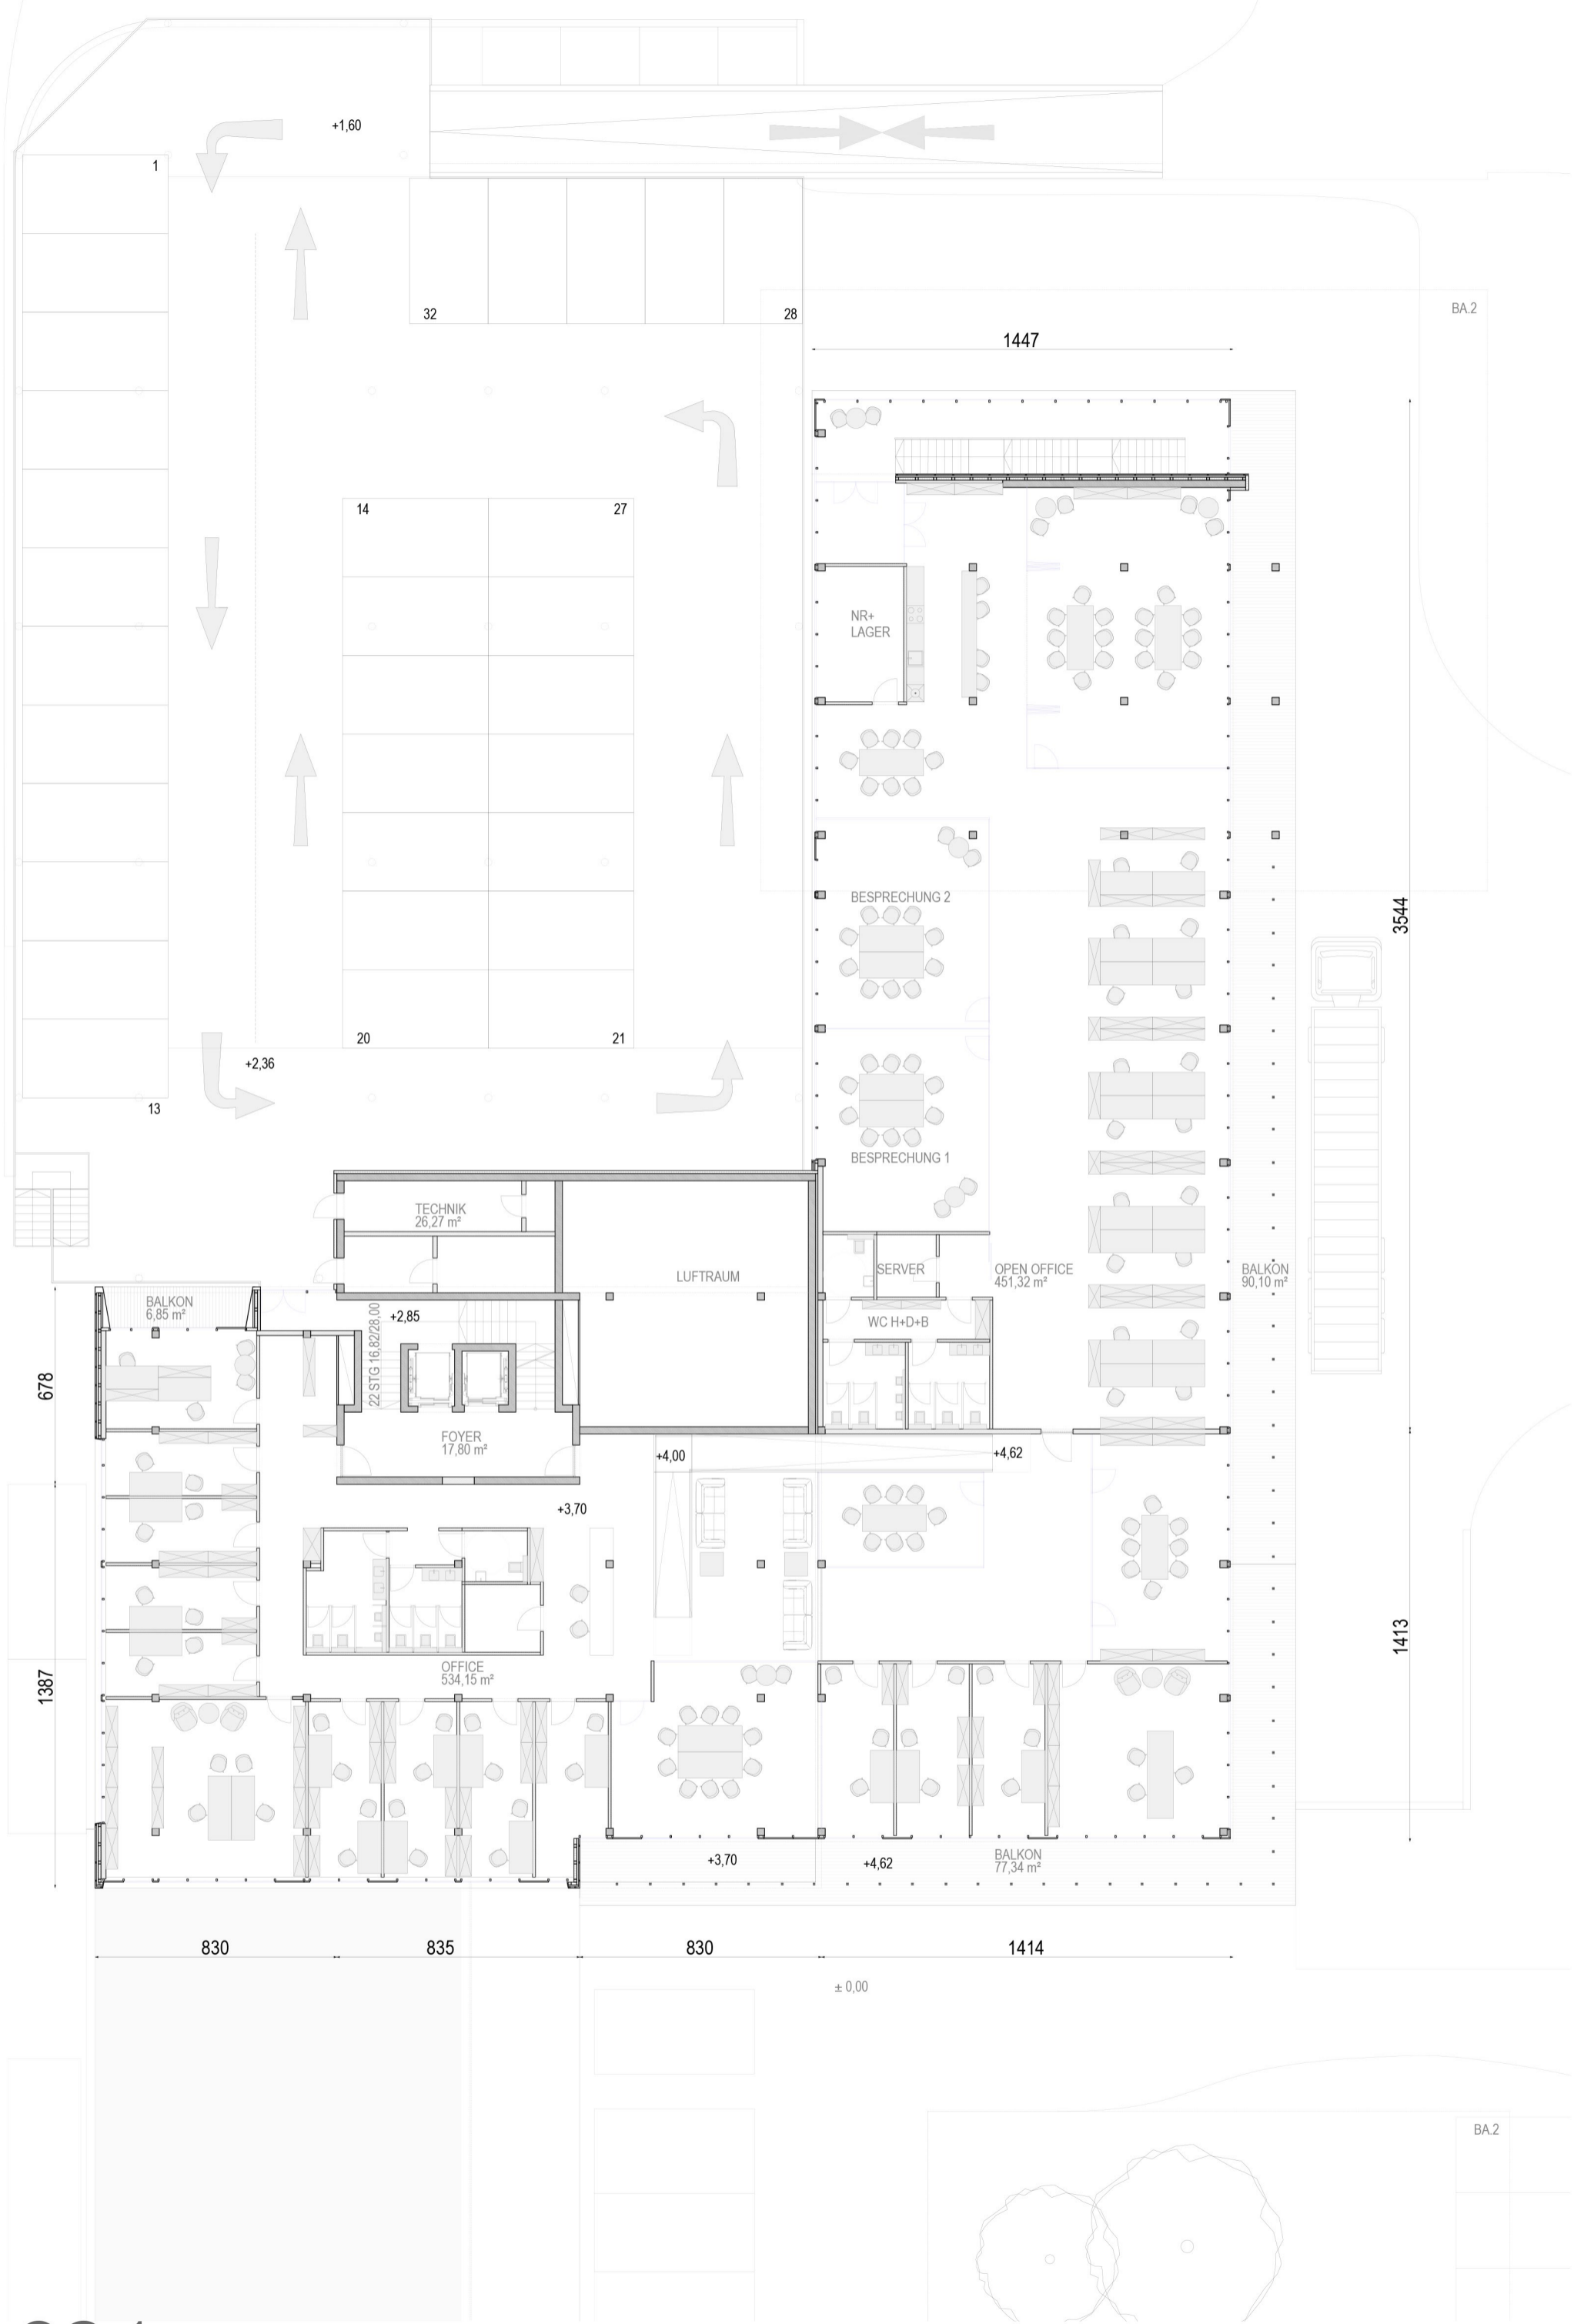 +1,60
1
32
28
BA.2
1447
14
27
NR+
LAGER
3544
BESPRECHUNG 2
20
21
+2,36
13
BESPRECHUNG 1
TECHNIK
26,27 m²
LUFTRAUM
SERVER
OPEN OFFICE
451,32 m²
BALKON
90,10 m²
BALKON
6,85 m²
+2,85
WC H+D+B
22 STG 16,82/28,00
678
FOYER
17,80 m²
+4,00
+4,62
+3,70
1413
OFFICE
534,15 m²
1387
+3,70
+4,62
BALKON
77,34 m²
830
835
830
1414
± 0,00
BA.2